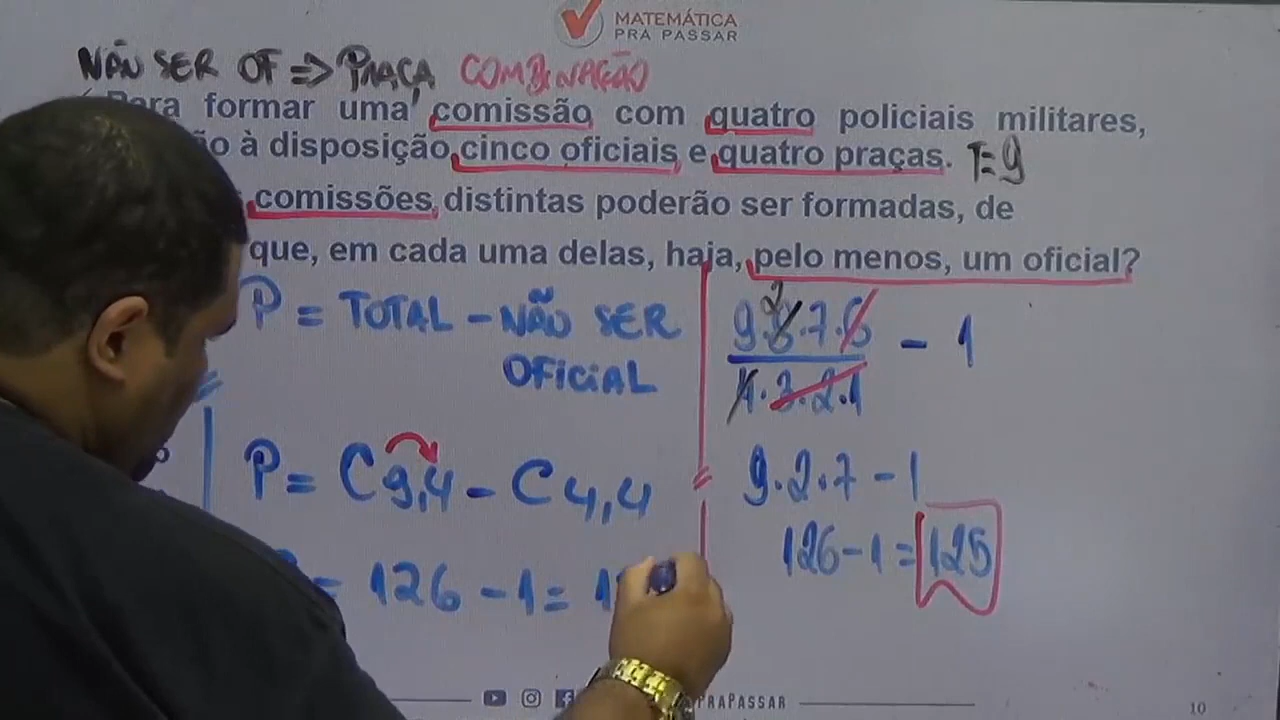 MATEMÁTICA
PRA PASSAR
NÃO SER OF => PRAÇA COMBINAÇÃO
Para formar uma comissão com quatro policiais militares,
à disposição, cinco oficiais e quatro praças. T=9
comissões distintas poderão ser formadas, de
que, em cada uma delas, haja, pelo menos, um oficial?
P = TOTAL - NÃO SER
OFICIAL
P = C9,4 - C4,4
= 126 - 1 =
9.8.7.6 - 1
2
4.3.2.1
9.2.7 - 1
126 - 1 = 125
PRAPASSAR
10